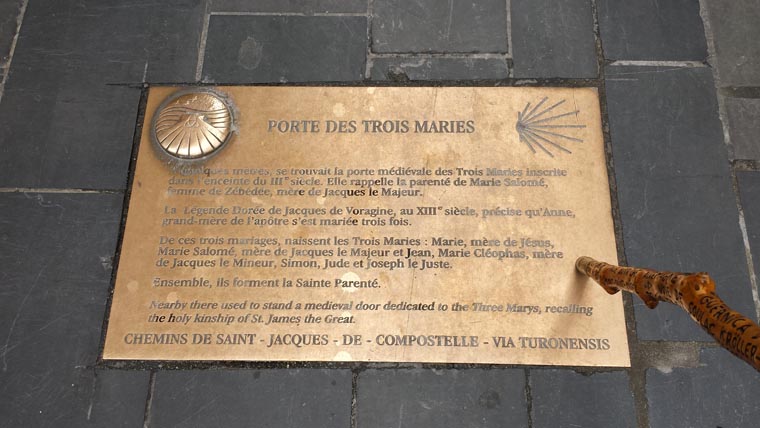 PORTE DES TROIS MARIES
quelques mètres, se trouvait la porte médiévale des Trois Maries inscrite
dans l'enceinte du IIIe siècle. Elle rappelle la parenté de Marie Salomé,
femme de Zébédée, mère de Jacques le Majeur.
La Légende Dorée de Jacques de Voragine, au XIIIe siècle, précise qu'Anne,
grand-mère de l'apôtre s'est mariée trois fois.
De ces trois mariages, naissent les Trois Maries : Marie, mère de Jésus,
Marie Salomé, mère de Jacques le Majeur et Jean, Marie Cléophas, mère
de Jacques le Mineur, Simon, Jude et Joseph le Juste.
Ensemble, ils forment la Sainte Parenté.
Nearby there used to stand a medieval door dedicated to the Three Marys, recalling
the holy kinship of St. James the Great.
CHEMINS DE SAINT - JACQUES - DE - COMPOSTELLE - VIA TURONENSIS
GUERNICA
SOULAC
KROLLER-